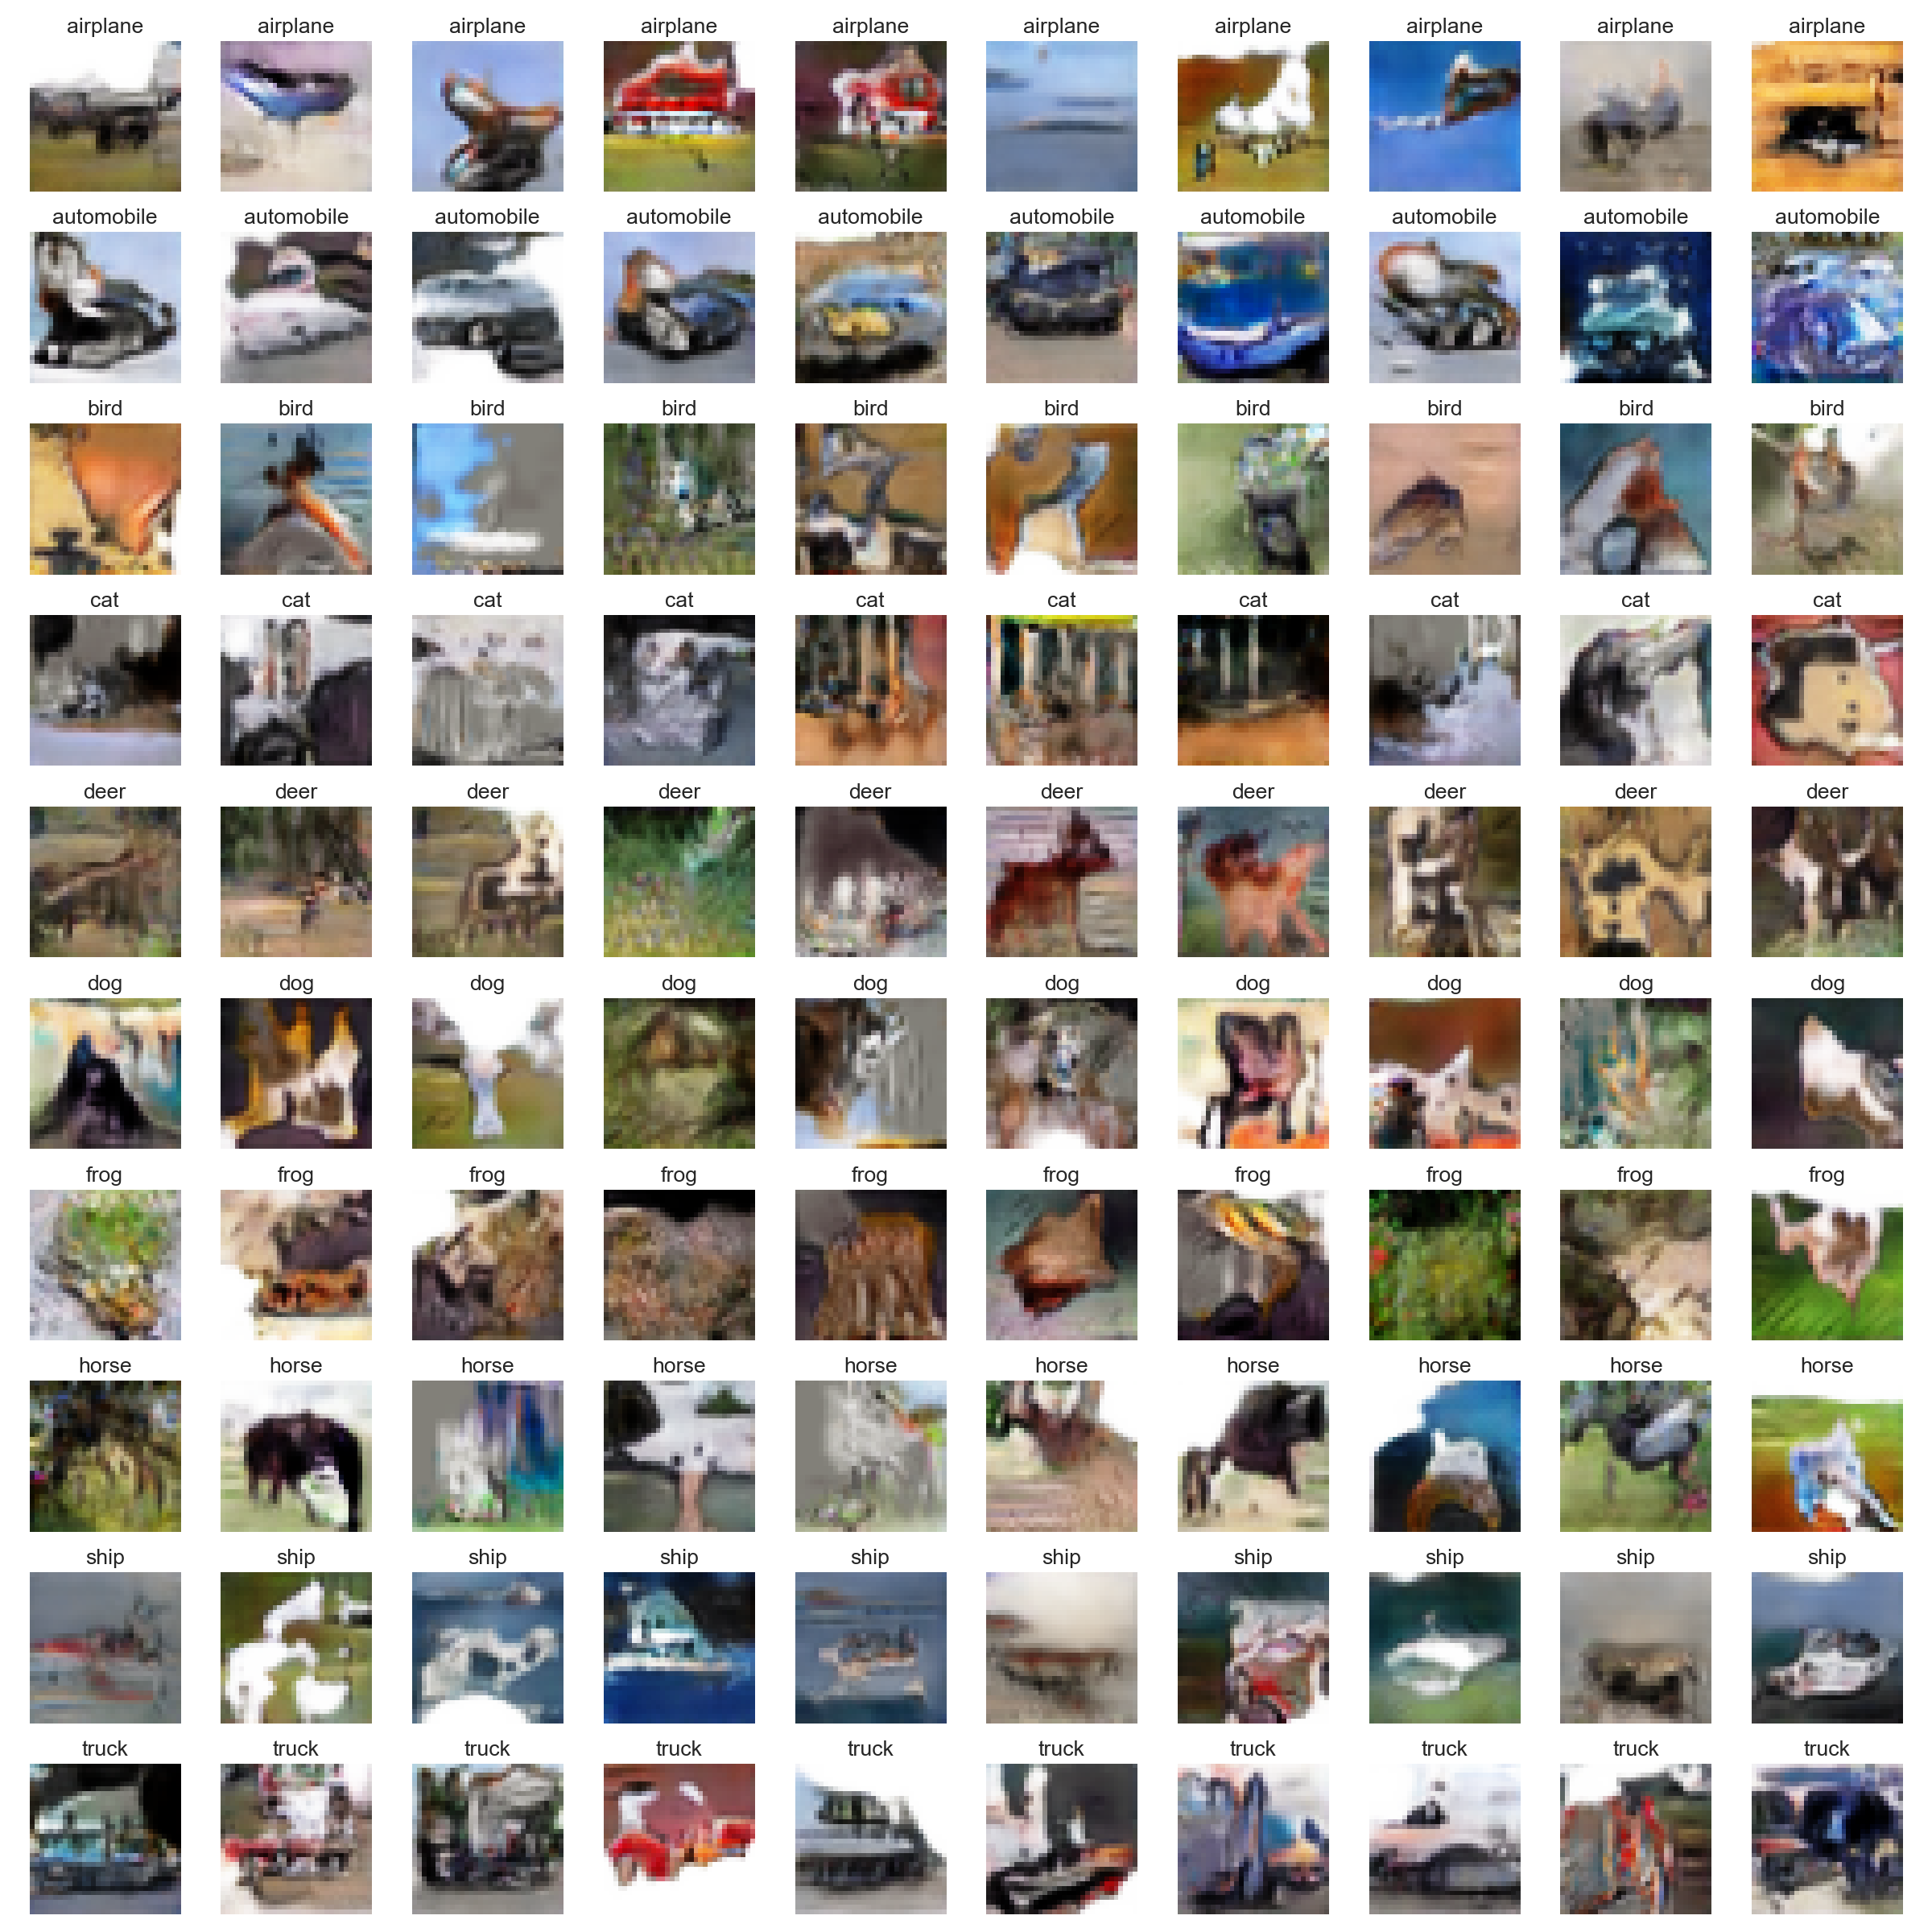 airplane airplane airplane airplane airplane airplane airplane airplane airplane airplane
automobile automobile automobile automobile automobile automobile automobile automobile automobile automobile
bird bird bird bird bird bird bird bird bird bird
cat cat cat cat cat cat cat cat cat cat
deer deer deer deer deer deer deer deer deer deer
dog dog dog dog dog dog dog dog dog dog
frog frog frog frog frog frog frog frog frog frog
horse horse horse horse horse horse horse horse horse horse
ship ship ship ship ship ship ship ship ship ship
truck truck truck truck truck truck truck truck truck truck